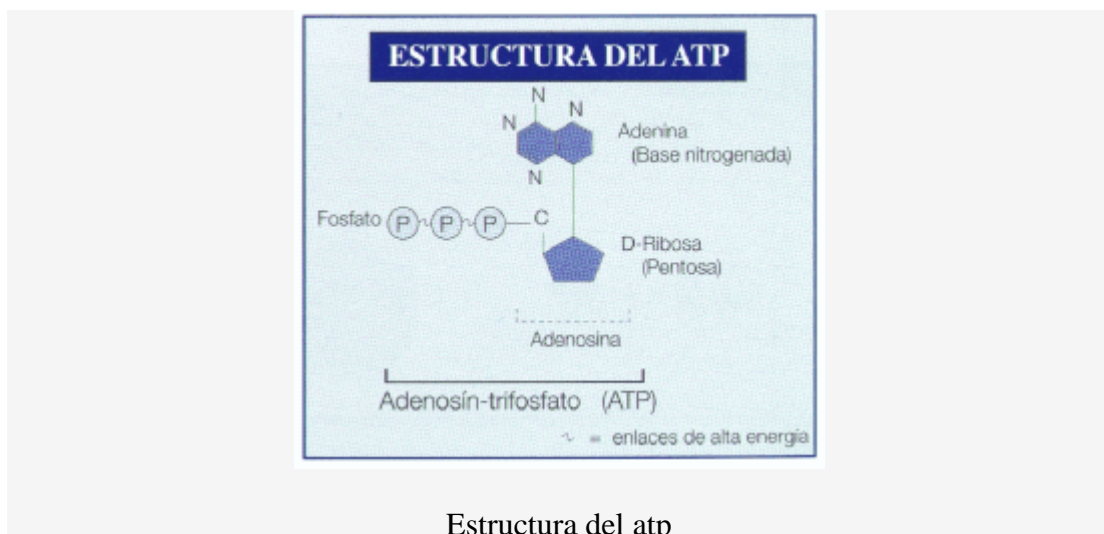 ESTRUCTURA DEL ATP
N
N
N
Adenina
(Base nitrogenada)
N
Fosfato P P P C
D-Ribosa
(Pentosa)
Adenosina
Adenosín-trifosfato (ATP)
~ = enlaces de alta energía
Estructura del atp